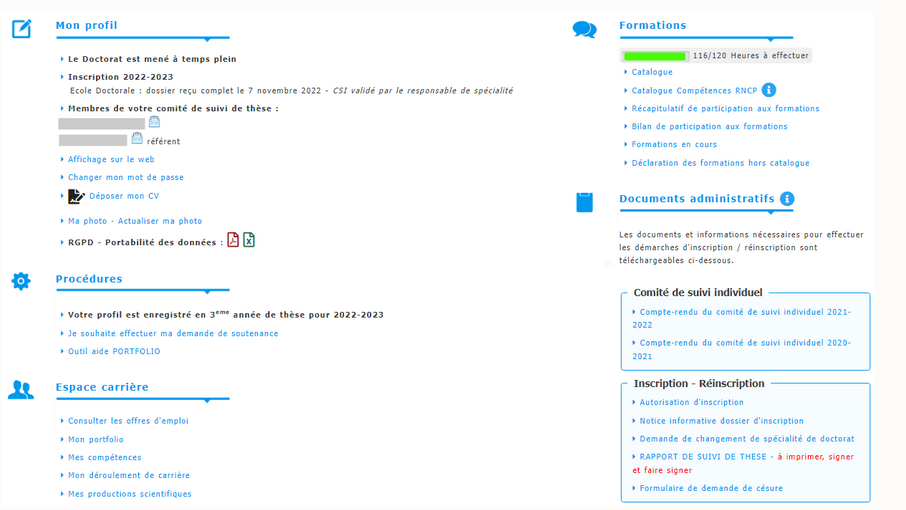 Mon profil
Le Doctorat est mené à temps plein
Inscription 2022-2023
Ecole Doctorale : dossier reçu complet le 7 novembre 2022 - CSI validé par le responsable de spécialité
Membres de votre comité de suivi de thèse :
référent
Affichage sur le web
Changer mon mot de passe
Déposer mon CV
Ma photo - Actualiser ma photo
RGPD - Portabilité des données :
Procédures
Votre profil est enregistré en 3eme année de thèse pour 2022-2023
Je souhaite effectuer ma demande de soutenance
Outil aide PORTFOLIO
Espace carrière
Consulter les offres d'emploi
Mon portfolio
Mes compétences
Mon déroulement de carrière
Mes productions scientifiques
Formations
116/120 Heures à effectuer
Catalogue
Catalogue Compétences RNCP
Récapitulatif de participation aux formations
Bilan de participation aux formations
Formations en cours
Déclaration des formations hors catalogue
Documents administratifs
Les documents et informations nécessaires pour effectuer
les démarches d'inscription / réinscription sont
téléchargeables ci-dessous.
Comité de suivi individuel
Compte-rendu du comité de suivi individuel 2021-
2022
Compte-rendu du comité de suivi individuel 2020-
2021
Inscription - Réinscription
Autorisation d'inscription
Notice informative dossier d'inscription
Demande de changement de spécialité de doctorat
RAPPORT DE SUIVI DE THESE - à imprimer, signer
et faire signer
Formulaire de demande de césure